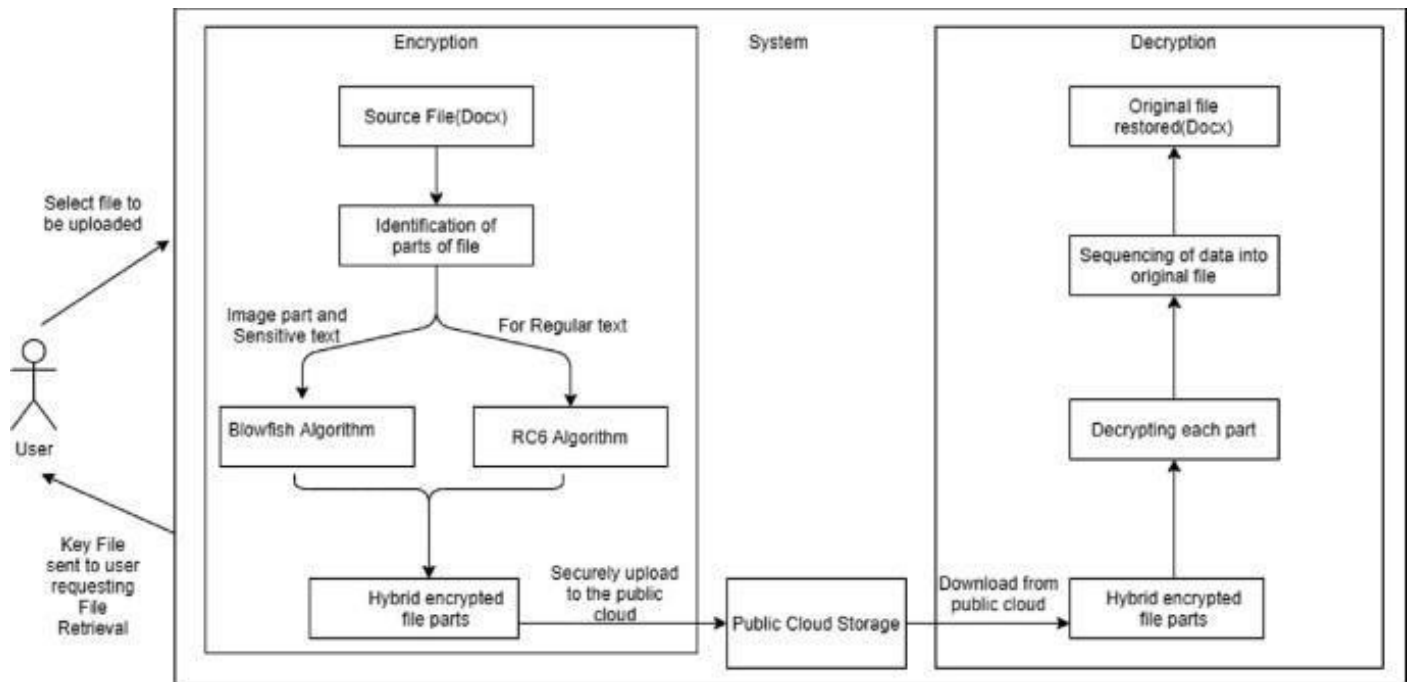 Encryption
System
Decryption
Source File(Docx)
Original file
restored(Docx)
Select file to
be uploaded
Identification of
parts of file
Sequencing of data into
original file
Image part and
Sensitive text
For Regular text
Blowfish Algorithm
RC6 Algorithm
Decrypting each part
User
Key File
sent to user
requesting
File
Retrieval
Hybrid encrypted
file parts
Securely upload
to the public
cloud
Public Cloud Storage
Download from
public cloud
Hybrid encrypted
file parts